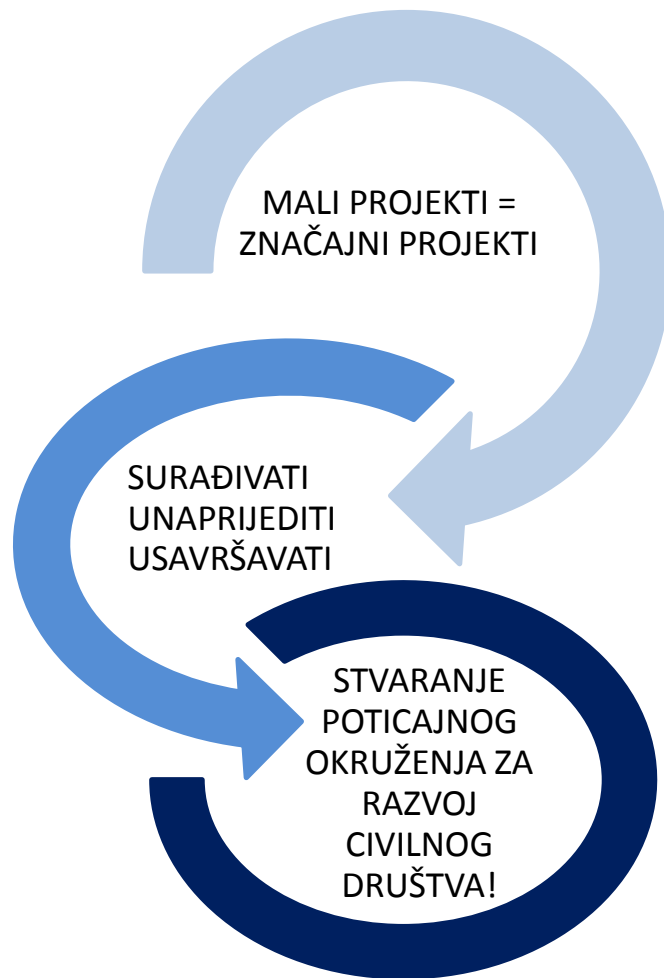 MALI PROJEKTI =
ZNAČAJNI PROJEKTI
SURAĐIVATI
UNAPRIJEDITI
USAVRŠAVATI
STVARANJE
POTICAJNOG
OKRUŽENJA ZA
RAZVOJ
CIVILNOG
DRUŠTVA!